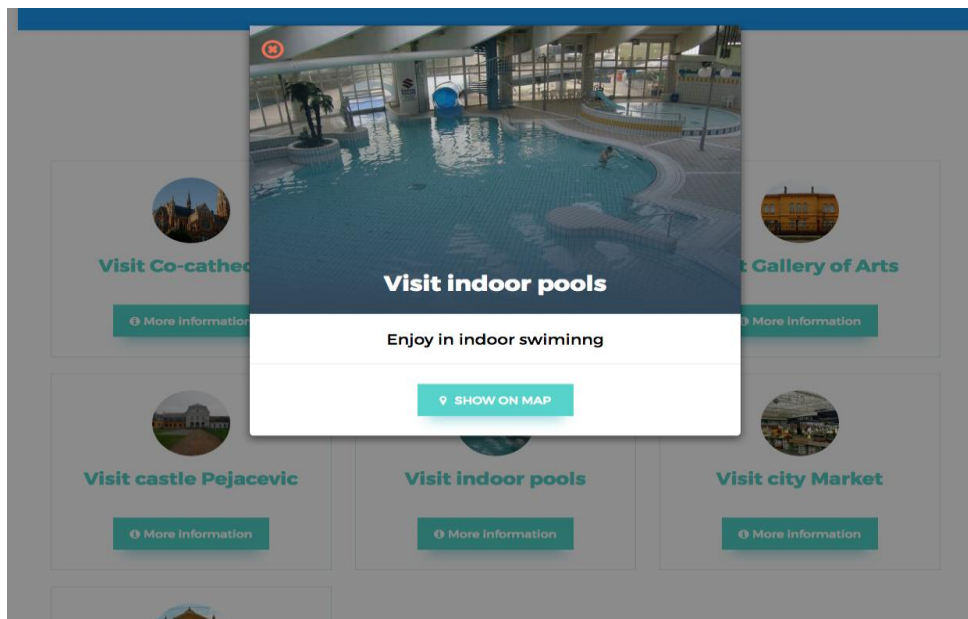 Visit indoor pools
Enjoy in indoor swiminng
SHOW ON MAP
Visit Co-cathed
t Gallery of Arts
More information
More information
Visit castle Pejacevic
Visit indoor pools
Visit city Market
More information
More information
More information